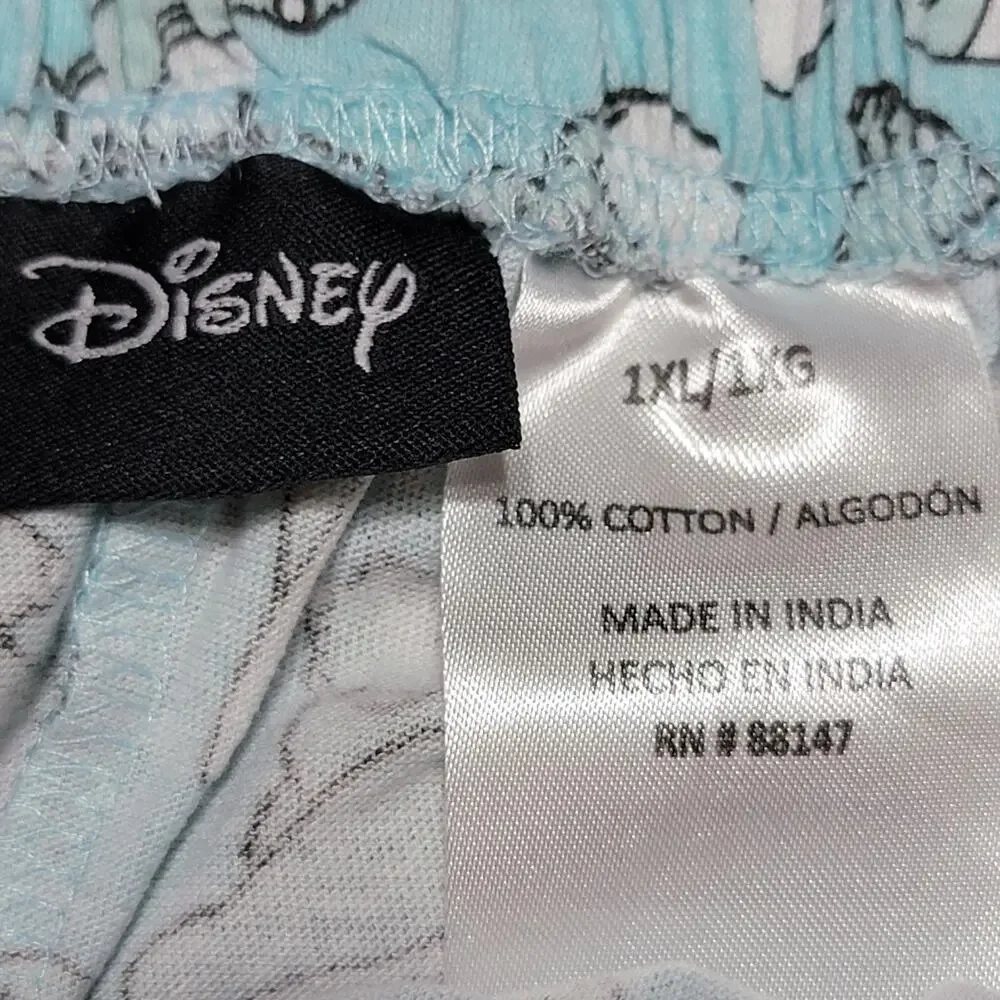 DISNEY
1XL/1XG
100% COTTON / ALGODÓN
MADE IN INDIA
HECHO EN INDIA
RN # 88147